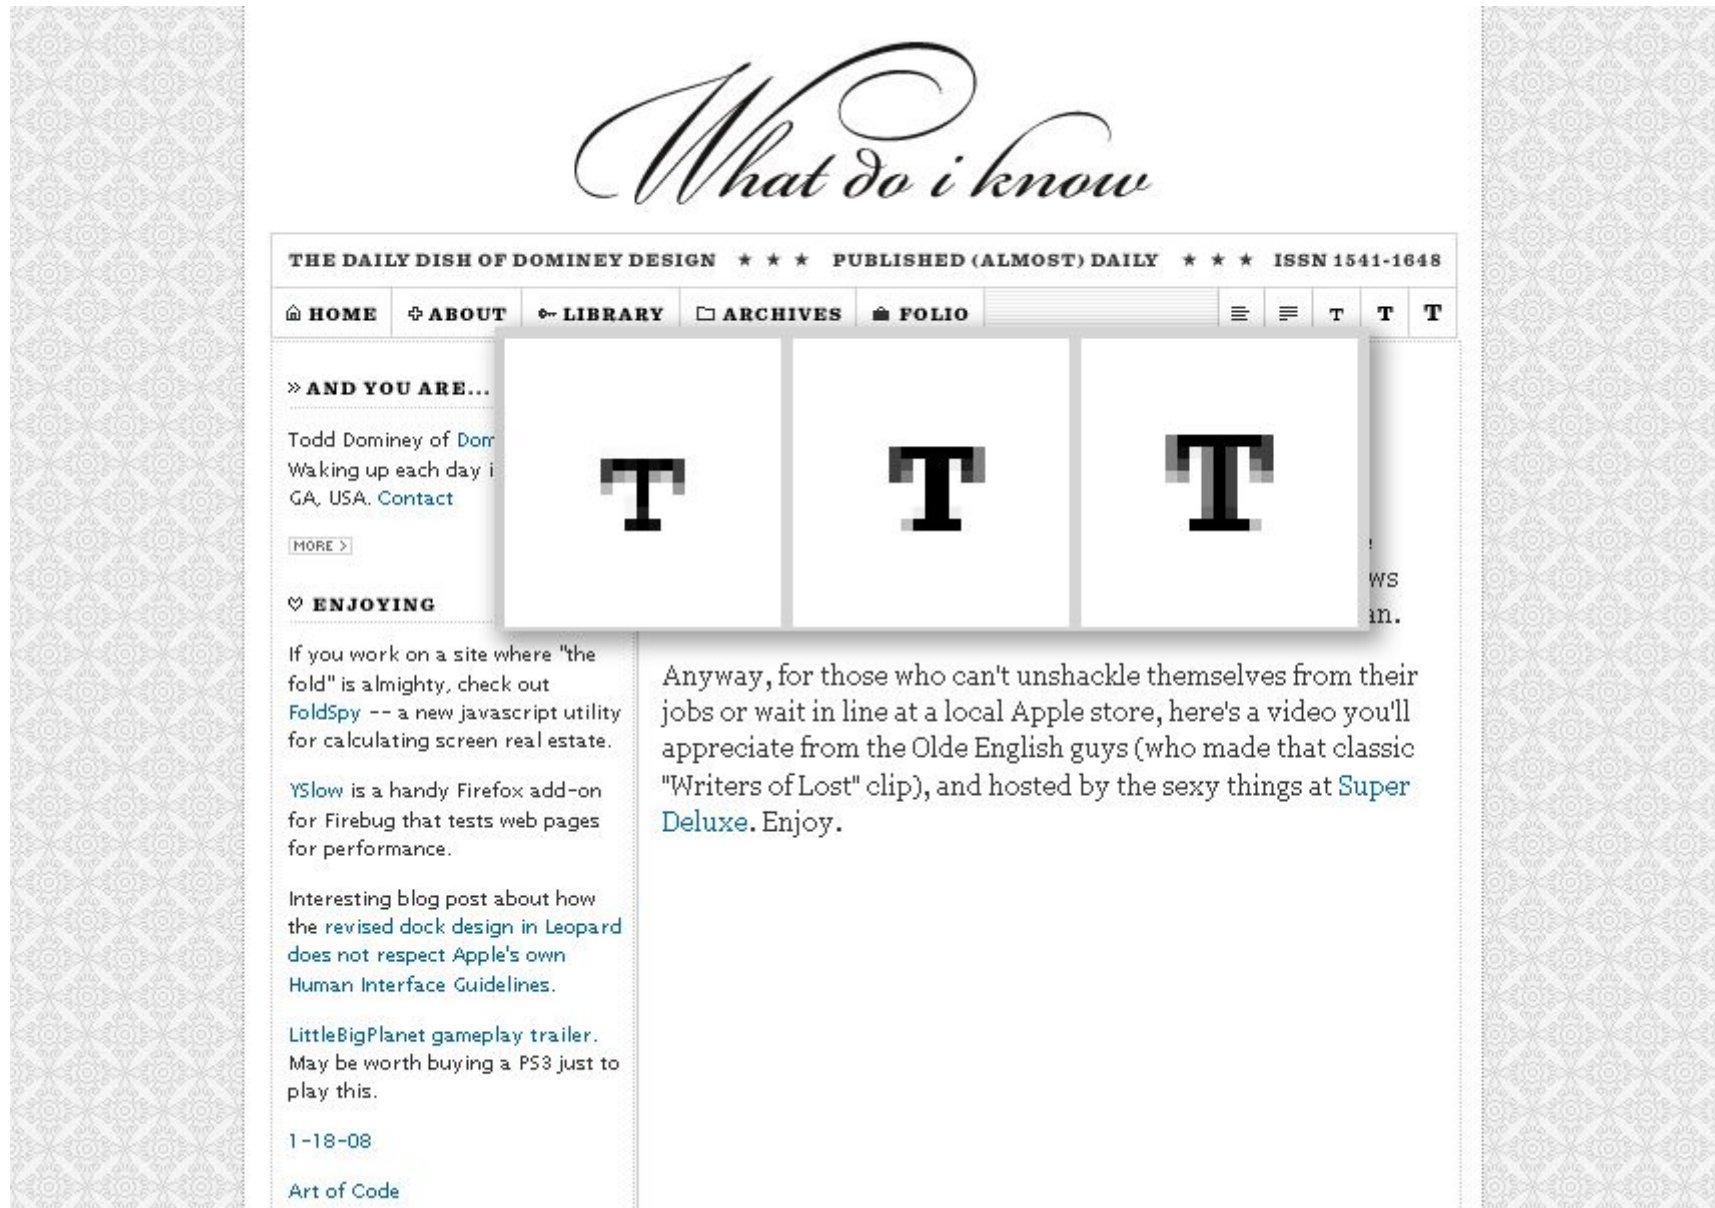 What do i know
THE DAILY DISH OF DOMINEY DESIGN ★ ★ ★ PUBLISHED (ALMOST) DAILY ★ ★ ★ ISSN 1541-1648
HOME ABOUT LIBRARY ARCHIVES FOLIO T T T
T T T
» AND YOU ARE...
Todd Dominey of
Waking up each day
GA, USA. Contact
MORE >
ENJOYING
If you work on a site where "the
fold" is almighty, check out
FoldSpy -- a new javascript utility
for calculating screen real estate.
YSlow is a handy Firefox add-on
for Firebug that tests web pages
for performance.
Interesting blog post about how
the revised dock design in Leopard
does not respect Apple's own
Human Interface Guidelines.
LittleBigPlanet gameplay trailer.
May be worth buying a PS3 just to
play this.
1-18-08
Art of Code
Anyway, for those who can't unshackle themselves from their
jobs or wait in line at a local Apple store, here's a video you'll
appreciate from the Olde English guys (who made that classic
"Writers of Lost" clip), and hosted by the sexy things at Super
Deluxe. Enjoy.